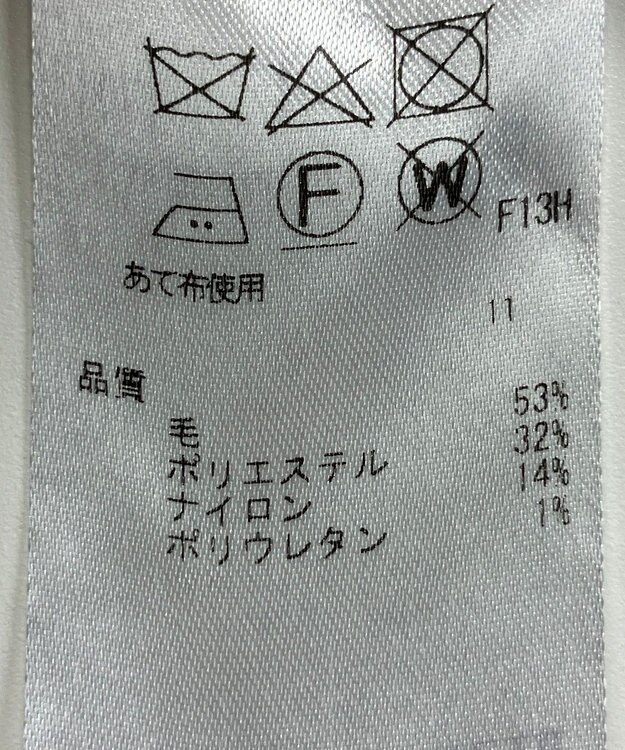 F W F13H
あて布使用
11
品質
毛 53%
ポリエステル 32%
ナイロン 14%
ポリウレタン 1%